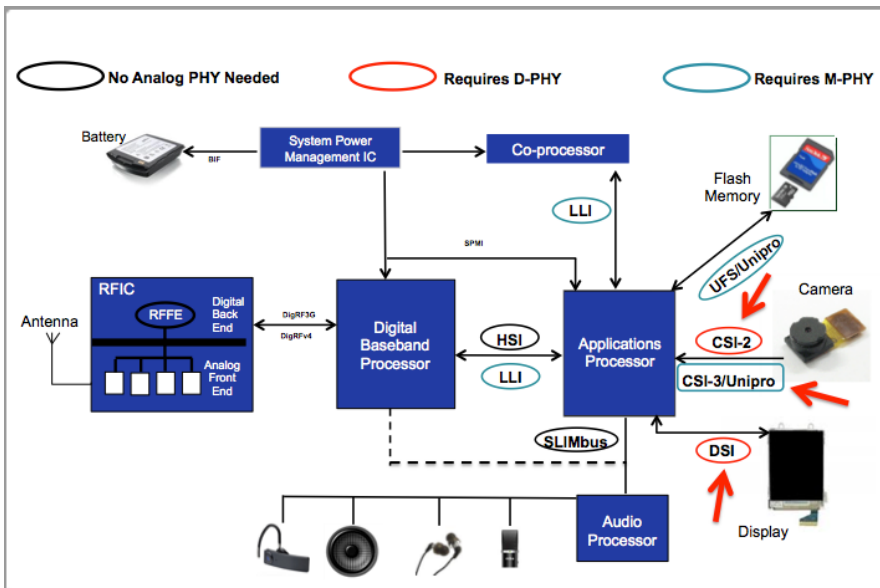 No Analog PHY Needed
Requires D-PHY
Requires M-PHY
Battery
BIF
System Power
Management IC
Co-processor
Flash
Memory
LLI
SPMI
UFS/Unipro
Camera
RFIC
RFFE
Digital
Back
End
Analog
Front
End
Antenna
DigRF3G
DigRFv4
Digital
Baseband
Processor
HSI
LLI
Applications
Processor
CSI-2
CSI-3/Unipro
SLIMbus
DSI
Display
Audio
Processor